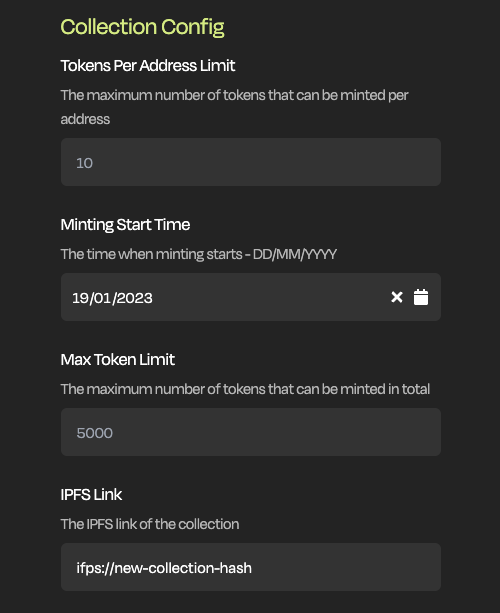 Collection Config
Tokens Per Address Limit
The maximum number of tokens that can be minted per
address
10
Minting Start Time
The time when minting starts - DD/MM/YYYY
19/01/2023
Max Token Limit
The maximum number of tokens that can be minted in total
5000
IPFS Link
The IPFS link of the collection
ifps://new-collection-hash